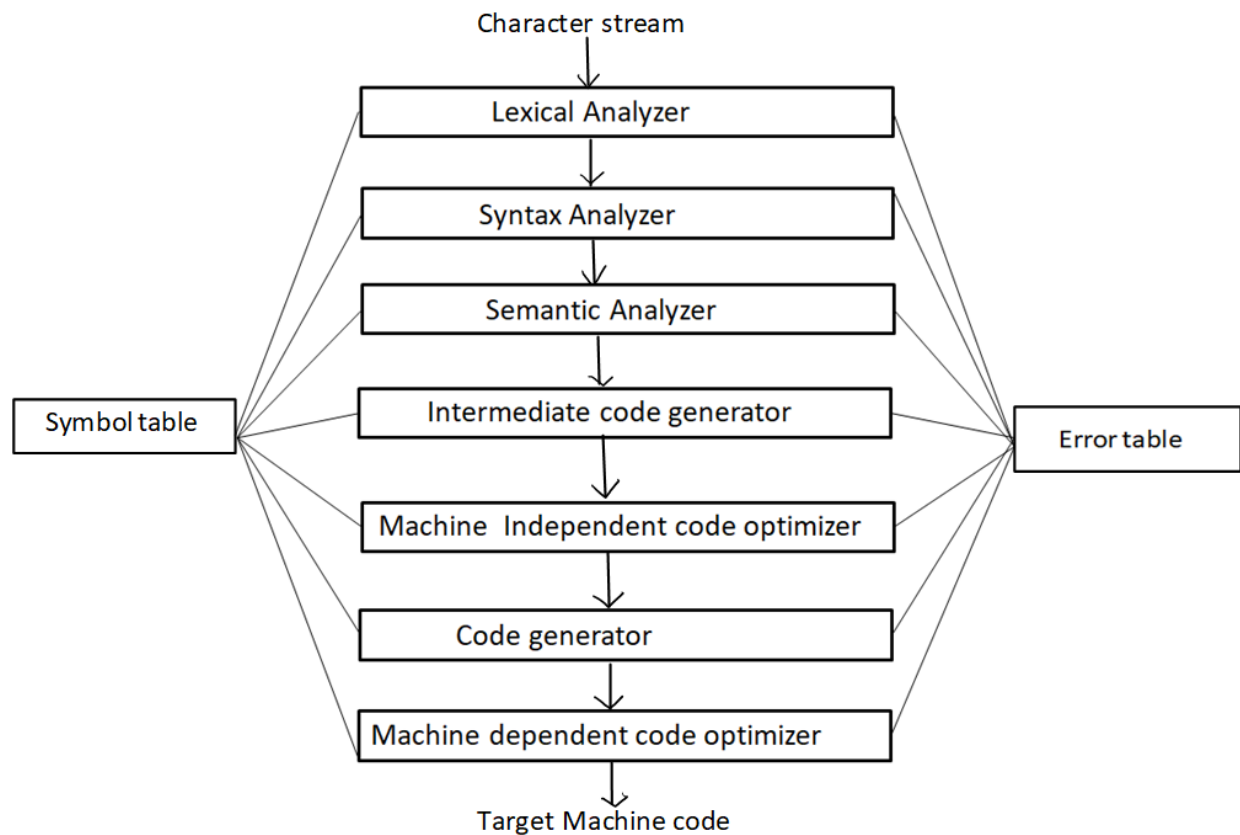 Character stream
Lexical Analyzer
Syntax Analyzer
Semantic Analyzer
Intermediate code generator
Symbol table
Error table
Machine Independent code optimizer
Code generator
Machine dependent code optimizer
Target Machine code